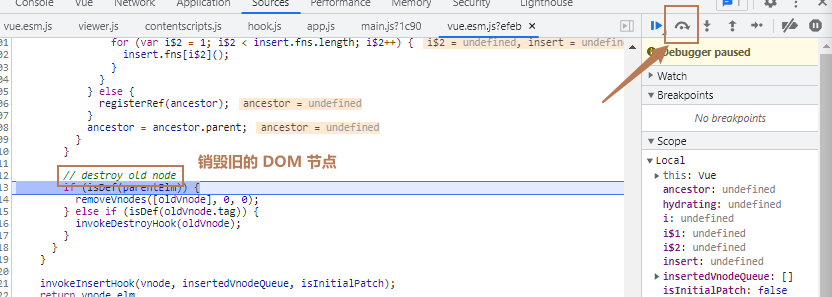 Console Vue Network Performance Sources Memory Application Security Lighthouse 1
vue.esm.js viewer.js contentscripts.js hook.js app.js main.js?1c90 vue.esm.js?efeb ×
01 for (var i$2 = 1; i$2 < insert.fns.length; i$2++) { i$2 = undefined, insert = undefine
02 insert.fns[i$2]();
03 }
04 }
05 } else {
06 registerRef(ancestor); ancestor = undefined
07 }
08 ancestor = ancestor.parent; ancestor = undefined
09 }
10 }
11
12 // destroy old node
销毁旧的 DOM 节点
13 if (isDef(parentElm)) {
14 removeVnodes([oldVnode], 0, 0);
15 } else if (isDef(oldVnode.tag)) {
16 invokeDestroyHook(oldVnode);
17 }
18 }
19 }
20
21 invokeInsertHook(vnode, insertedVnodeQueue, isInitialPatch);
22 return vnode.elm
Debugger paused
Watch
Breakpoints
No breakpoints
Scope
Local
this: Vue
ancestor: undefined
hydrating: undefined
i: undefined
i$1: undefined
i$2: undefined
insert: undefined
insertedVnodeQueue: []
isInitialPatch: false